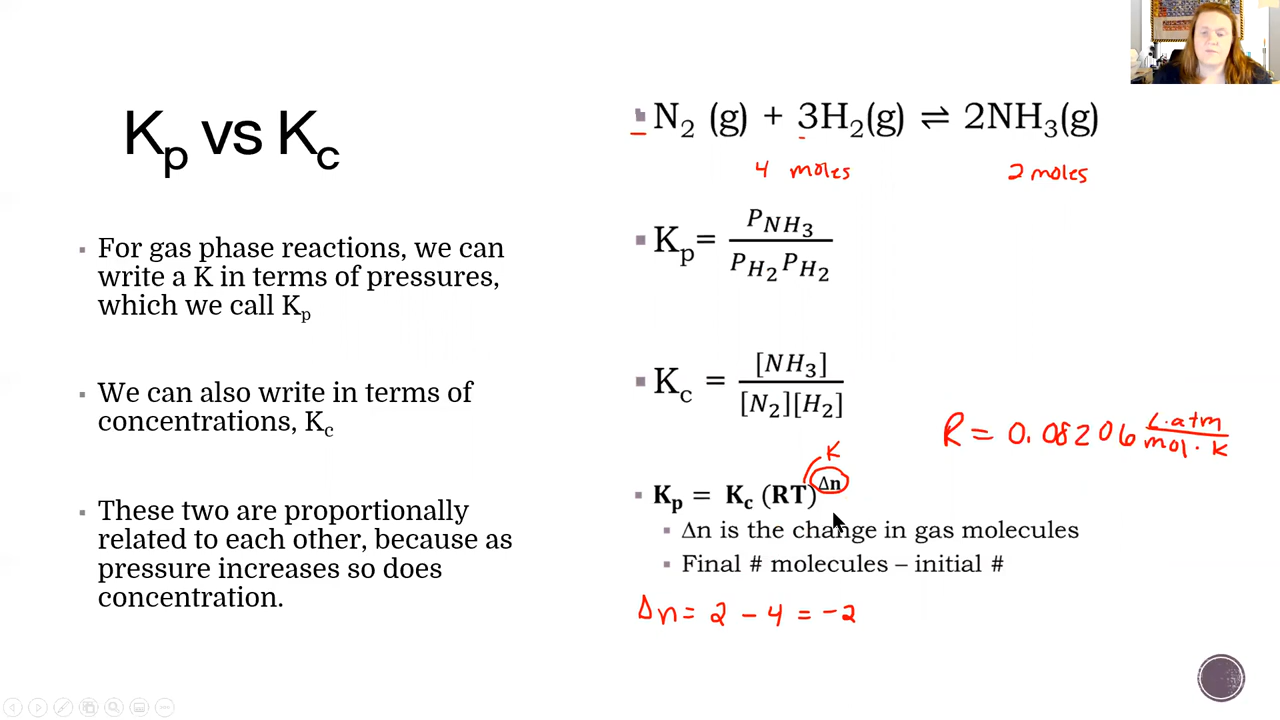 Kp vs Kc
▪ For gas phase reactions, we can
write a K in terms of pressures,
which we call Kp
▪ We can also write in terms of
concentrations, Kc
▪ These two are proportionally
related to each other, because as
pressure increases so does
concentration.
▪ N₂ (g) + 3H₂(g) ⇌ 2NH₃(g)
4 moles 2 moles
▪ Kp= P_NH₃ / P_H₂ P_H₂
▪ Kc = [NH₃] / [N₂][H₂]
R = 0.08206 L·atm / mol·K
K
▪ Kp = Kc (RT)^Δn
▪ Δn is the change in gas molecules
▪ Final # molecules – initial #
Δn = 2 - 4 = -2